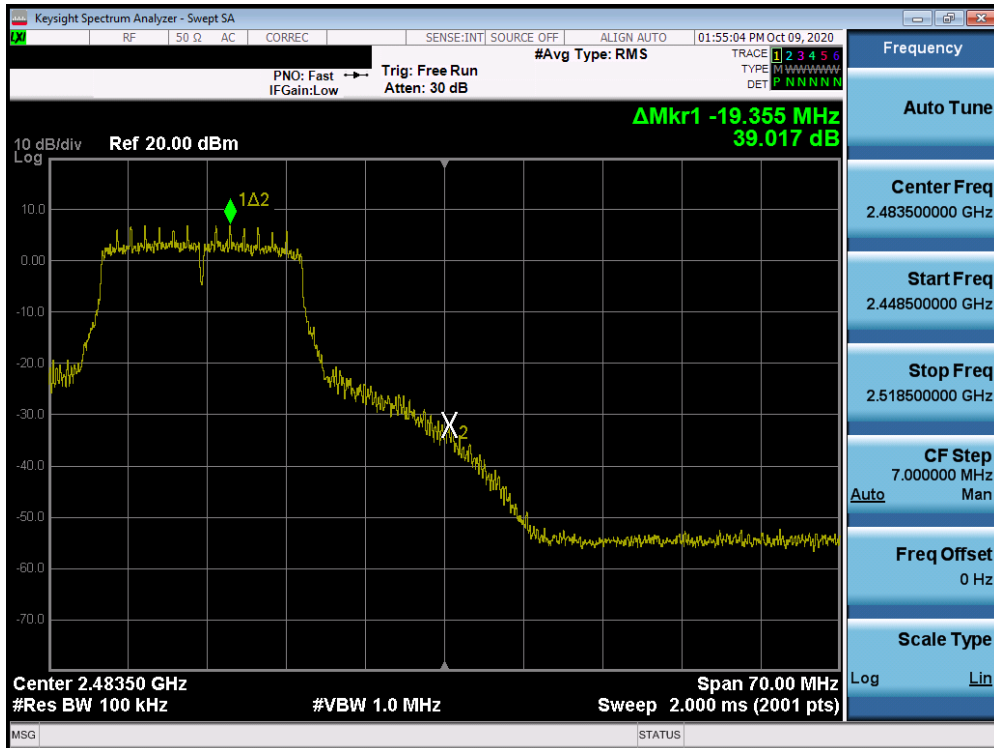 Keysight Spectrum Analyzer - Swept SA
LXI RF 50 Ω AC CORREC SENSE:INT SOURCE OFF ALIGN AUTO 01:55:04 PM Oct 09, 2020
#Avg Type: RMS
TRACE 1 2 3 4 5 6
TYPE M W W W W W
DET P N N N N N
PNO: Fast
IFGain:Low
Trig: Free Run
Atten: 30 dB
ΔMkr1 -19.355 MHz
39.017 dB
10 dB/div
Log
Ref 20.00 dBm
1Δ2
10.0
0.00
-10.0
-20.0
-30.0
X2
-40.0
-50.0
-60.0
-70.0
Center 2.48350 GHz
Span 70.00 MHz
#Res BW 100 kHz
#VBW 1.0 MHz
Sweep 2.000 ms (2001 pts)
MSG
STATUS
Frequency
Auto Tune
Center Freq
2.483500000 GHz
Start Freq
2.448500000 GHz
Stop Freq
2.518500000 GHz
CF Step
7.000000 MHz
Auto Man
Freq Offset
0 Hz
Scale Type
Log Lin